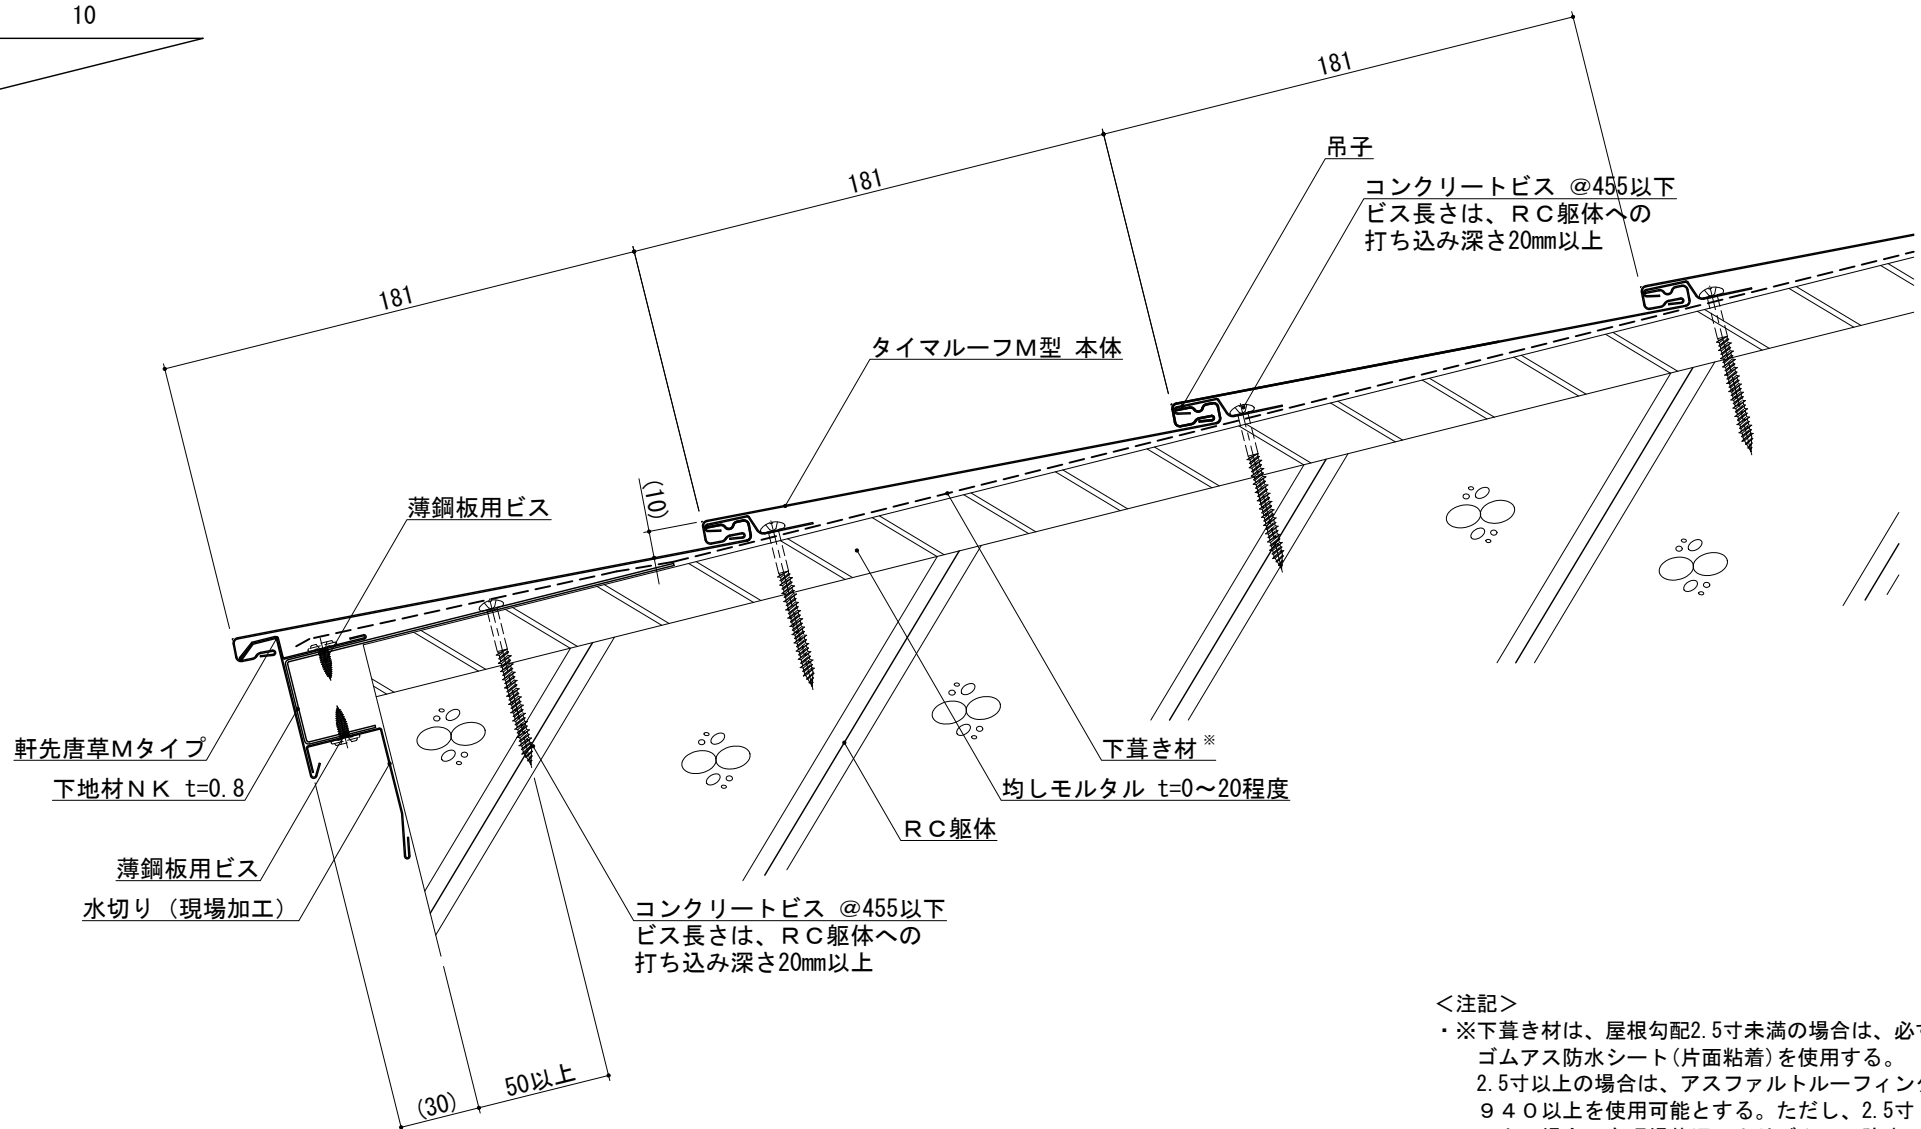 10
181
181
181
吊子
コンクリートビス @455以下
ビス長さは、RC躯体への
打ち込み深さ20mm以上
タイマルーフM型 本体
(10)
薄鋼板用ビス
軒先唐草Mタイプ
下地材NK t=0.8
薄鋼板用ビス
水切り(現場加工)
下葺き材※
均しモルタル t=0~20程度
RC躯体
コンクリートビス @455以下
ビス長さは、RC躯体への
打ち込み深さ20mm以上
(30)
50以上
<注記>
・※下葺き材は、屋根勾配2.5寸未満の場合は、必
ゴムアス防水シート(片面粘着)を使用する。
2.5寸以上の場合は、アスファルトルーフィン
940以上を使用可能とする。ただし、2.5寸